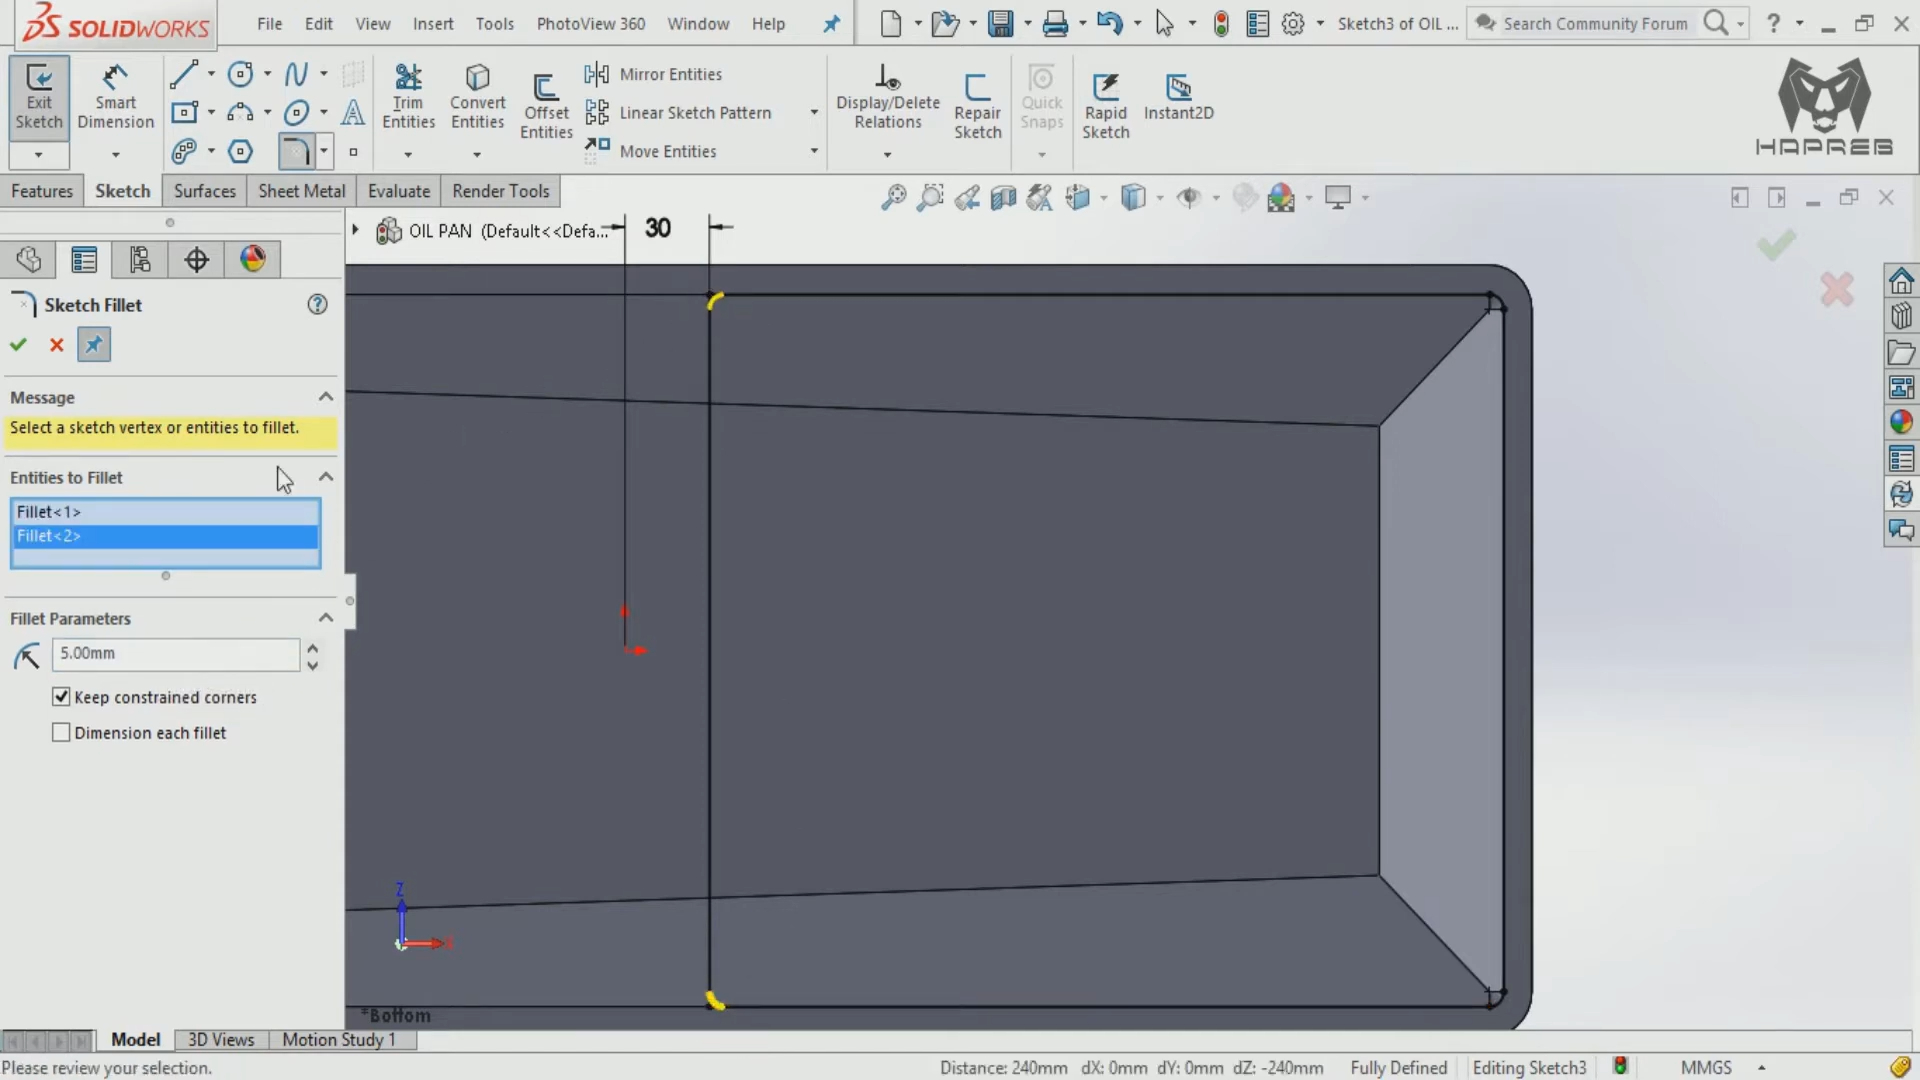 SOLIDWORKS File Edit View Insert Tools PhotoView 360 Window Help Sketch3 of OIL ... Search Community Forum ?
Exit Sketch
Smart Dimension
Trim Entities
Convert Entities
Offset Entities
Mirror Entities
Linear Sketch Pattern
Move Entities
Display/Delete Relations
Repair Sketch
Quick Snaps
Rapid Sketch
Instant2D
HAPREB
Features Sketch Surfaces Sheet Metal Evaluate Render Tools
OIL PAN (Default<<Defa...
30
Sketch Fillet
Message
Select a sketch vertex or entities to fillet.
Entities to Fillet
Fillet<1>
Fillet<2>
Fillet Parameters
5.00mm
Keep constrained corners
Dimension each fillet
Z
*Bottom
Model 3D Views Motion Study 1
Please review your selection. Distance: 240mm dX: 0mm dY: 0mm dZ: -240mm Fully Defined Editing Sketch3 MMGS